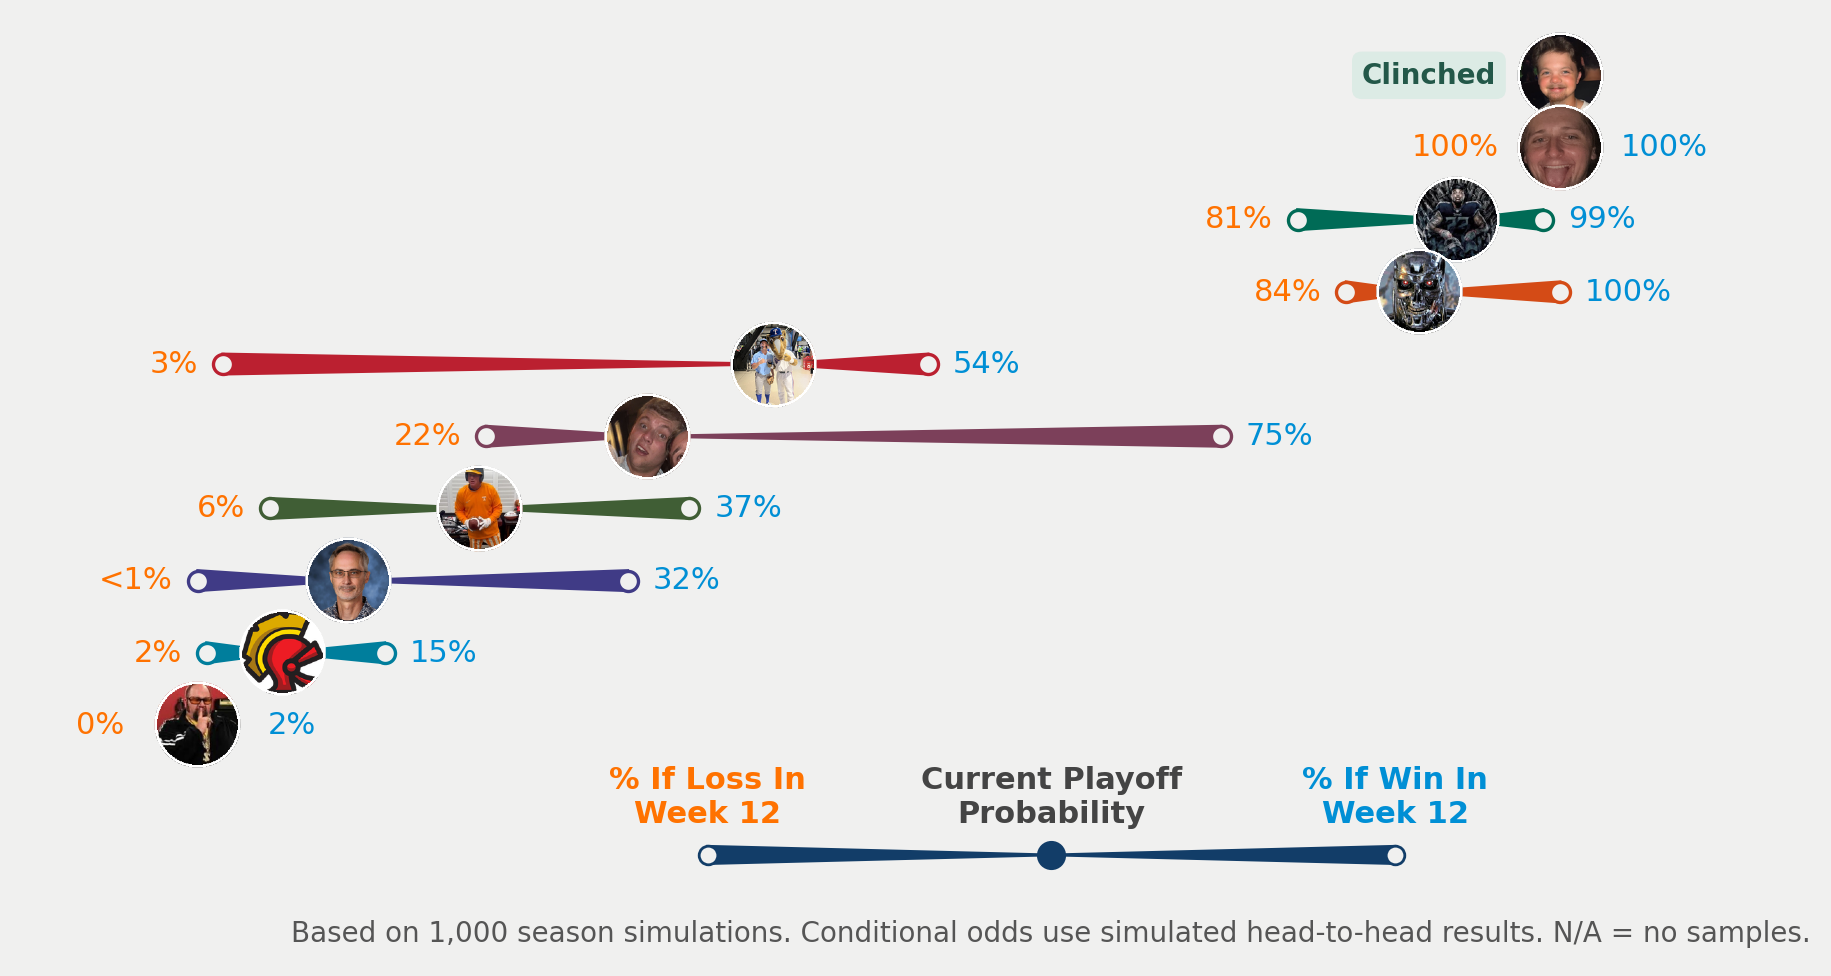 Clinched
100% 100%
81% 99%
84% 100%
3% 54%
22% 75%
6% 37%
<1% 32%
2% 15%
0% 2%
% If Loss In
Week 12
Current Playoff
Probability
% If Win In
Week 12
Based on 1,000 season simulations. Conditional odds use simulated head-to-head results. N/A = no samples.